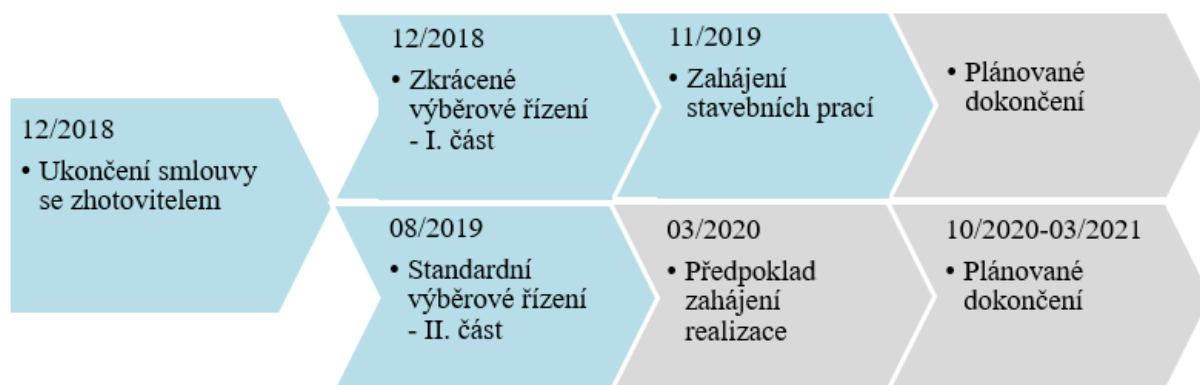 12/2018
• Ukončení smlouvy
se zhotovitelem
12/2018
• Zkrácené
výběrové řízení
- I. část
11/2019
• Zahájení
stavebních prací
• Plánované
dokončení
08/2019
• Standardní
výběrové řízení
- II. část
03/2020
• Předpoklad
zahájení
realizace
10/2020-03/2021
• Plánované
dokončení